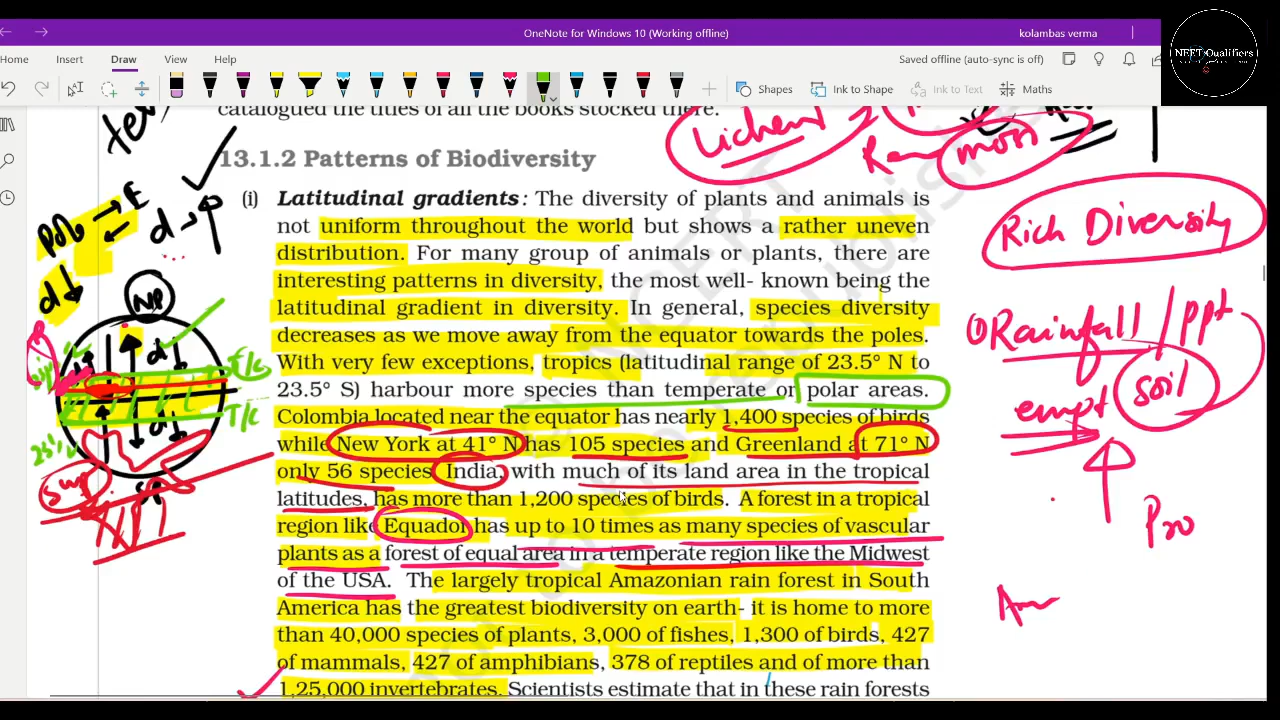 OneNote for Windows 10 (Working offline)
kolambas verma
NEET Qualifiers
Home Insert Draw View Help
Saved offline (auto-sync is off)
Shapes Ink to Shape Ink to Text Maths
catalogued the titles of all the books stocked there.
Lichens
moss
13.1.2 Patterns of Biodiversity
(i) Latitudinal gradients: The diversity of plants and animals is
not uniform throughout the world but shows a rather uneven
distribution. For many group of animals or plants, there are
interesting patterns in diversity, the most well- known being the
latitudinal gradient in diversity. In general, species diversity
decreases as we move away from the equator towards the poles.
With very few exceptions, tropics (latitudinal range of 23.5° N to
23.5° S) harbour more species than temperate or polar areas.
Colombia located near the equator has nearly 1,400 species of birds
while New York at 41° N has 105 species and Greenland at 71° N
only 56 species. India, with much of its land area in the tropical
latitudes, has more than 1,200 species of birds. A forest in a tropical
region like Equador has up to 10 times as many species of vascular
plants as a forest of equal area in a temperate region like the Midwest
of the USA. The largely tropical Amazonian rain forest in South
America has the greatest biodiversity on earth- it is home to more
than 40,000 species of plants, 3,000 of fishes, 1,300 of birds, 427
of mammals, 427 of amphibians, 378 of reptiles and of more than
1,25,000 invertebrates. Scientists estimate that in these rain forests
E
d
NP
d
T/C
Rich Diversity
Rainfall / ppt
soil
Pro